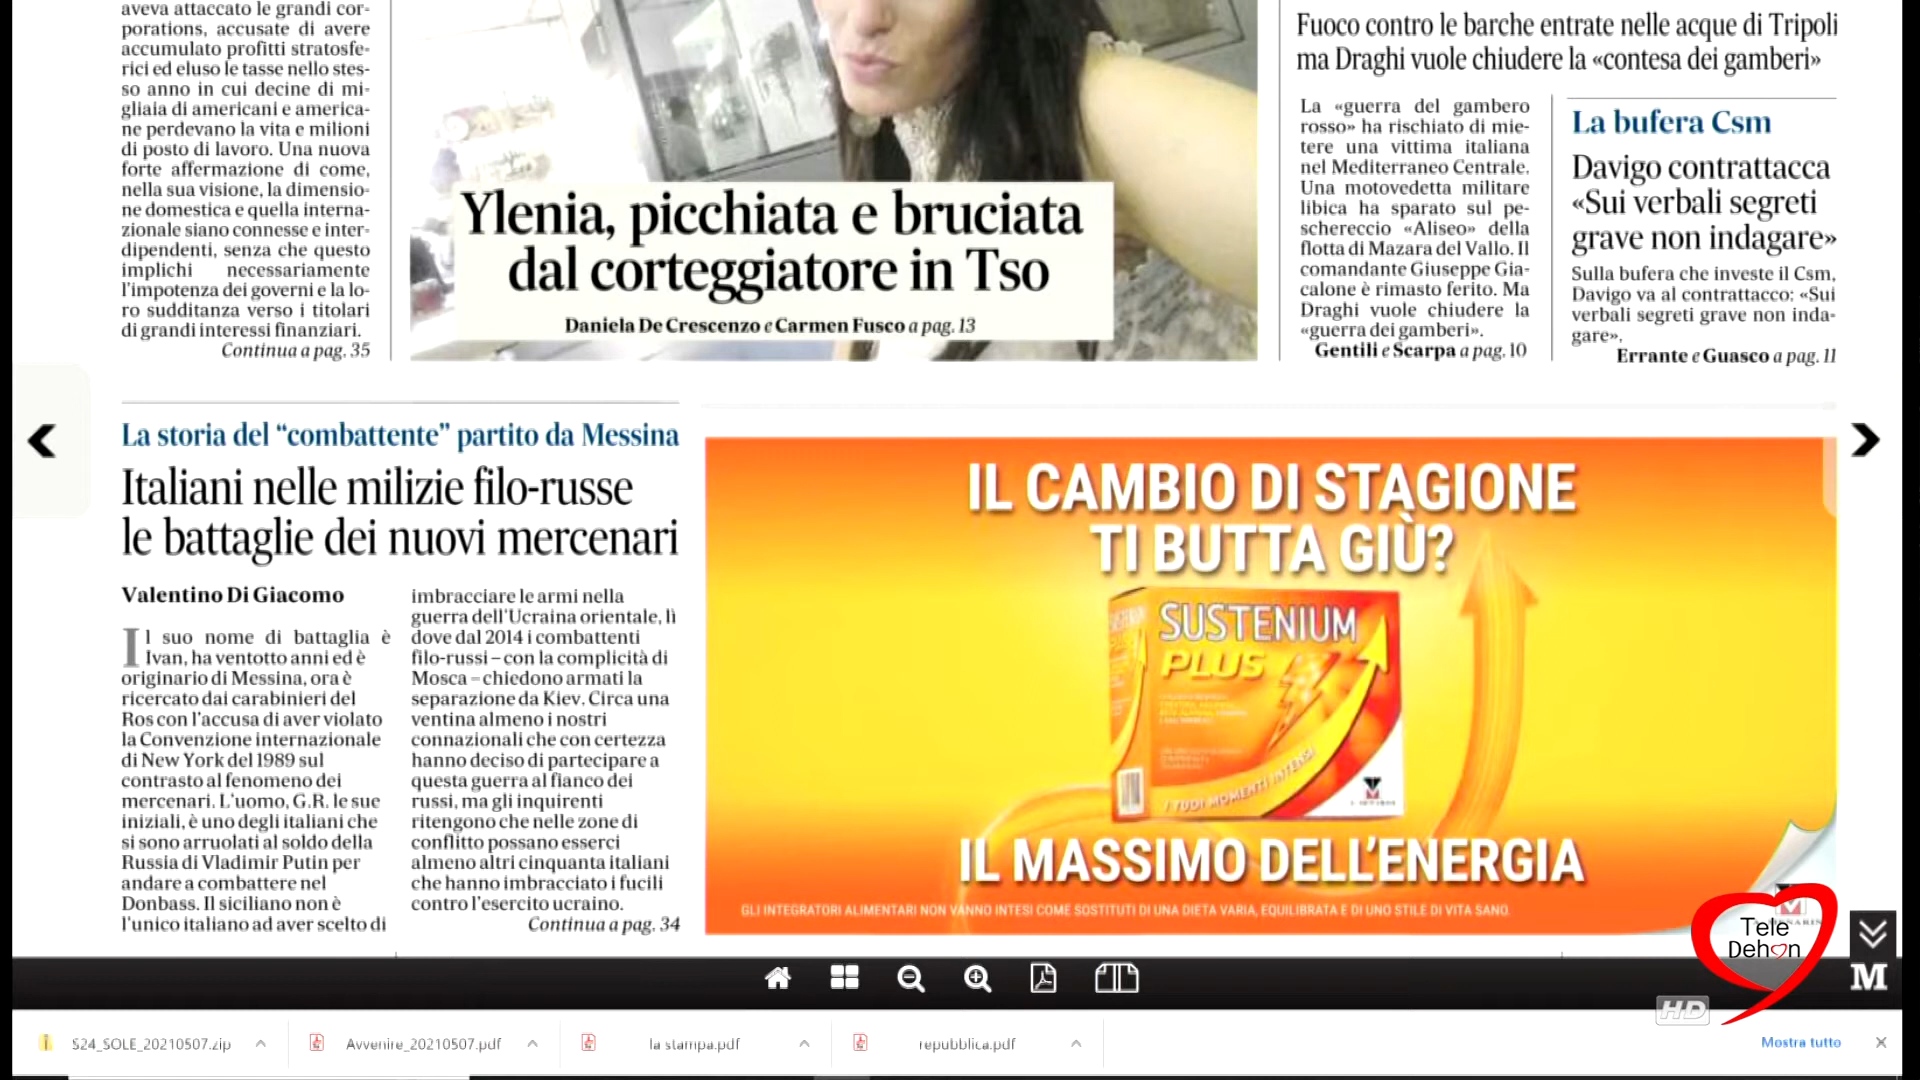 aveva attaccato le grandi cor-
porations, accusate di avere
accumulato profitti stratosfe-
rici ed eluso le tasse nello stes-
so anno in cui decine di mi-
gliaia di americani e america-
ne perdevano la vita e milioni
di posto di lavoro. Una nuova
forte affermazione di come,
nella sua visione, la dimensio-
ne domestica e quella interna-
zionale siano connesse e inter-
dipendenti, senza che questo
implichi necessariamente
l'impotenza dei governi e la lo-
ro sudditanza verso i titolari
di grandi interessi finanziari.
Continua a pag. 35
Ylenia, picchiata e bruciata
dal corteggiatore in Tso
Daniela De Crescenzo e Carmen Fusco a pag. 13
Fuoco contro le barche entrate nelle acque di Tripoli
ma Draghi vuole chiudere la «contesa dei gamberi»
La «guerra del gambero
rosso» ha rischiato di mie-
tere una vittima italiana
nel Mediterraneo Centrale.
Una motovedetta militare
libica ha sparato sul pe-
schereccio «Aliseo» della
flotta di Mazara del Vallo. Il
comandante Giuseppe Gia-
calone è rimasto ferito. Ma
Draghi vuole chiudere la
«guerra dei gamberi».
Gentili e Scarpa a pag. 10
La bufera Csm
Davigo contrattacca
«Sui verbali segreti
grave non indagare»
Sulla bufera che investe il Csm,
Davigo va al contrattacco: «Sui
verbali segreti grave non inda-
gare».
Errante e Guasco a pag. 11
La storia del “combattente” partito da Messina
Italiani nelle milizie filo-russe
le battaglie dei nuovi mercenari
Valentino Di Giacomo
Il suo nome di battaglia è
Ivan, ha ventotto anni ed è
originario di Messina, ora è
ricercato dai carabinieri del
Ros con l'accusa di aver violato
la Convenzione internazionale
di New York del 1989 sul
contrasto al fenomeno dei
mercenari. L'uomo, G.R. le sue
iniziali, è uno degli italiani che
si sono arruolati al soldo della
Russia di Vladimir Putin per
andare a combattere nel
Donbass. Il siciliano non è
l'unico italiano ad aver scelto di
imbracciare le armi nella
guerra dell'Ucraina orientale, lì
dove dal 2014 i combattenti
filo-russi – con la complicità di
Mosca – chiedono armati la
separazione da Kiev. Circa una
ventina almeno i nostri
connazionali che con certezza
hanno deciso di partecipare a
questa guerra al fianco dei
russi, ma gli inquirenti
ritengono che nelle zone di
conflitto possano esserci
almeno altri cinquanta italiani
che hanno imbracciato i fucili
contro l'esercito ucraino.
Continua a pag. 34
IL CAMBIO DI STAGIONE
TI BUTTA GIÙ?
SUSTENIUM
PLUS
I TUOI MOMENTI INTENSI
IL MASSIMO DELL'ENERGIA
GLI INTEGRATORI ALIMENTARI NON VANNO INTESI COME SOSTITUTI DI UNA DIETA VARIA, EQUILIBRATA E DI UNO STILE DI VITA SANO.
Tele
Dehon
HD
M
S24_SOLE_20210507.zip
Avvenire_20210507.pdf
la stampa.pdf
repubblica.pdf
Mostra tutto